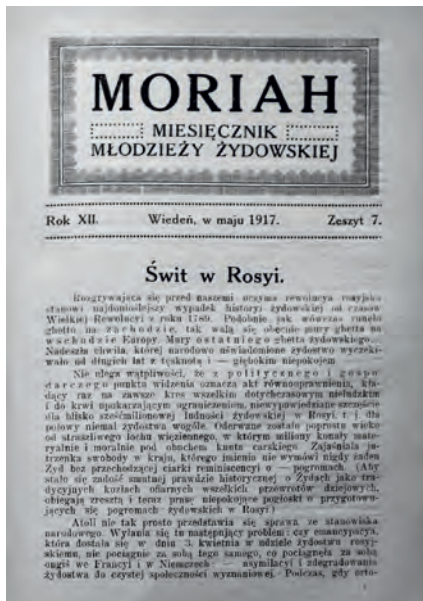 MORIAH
MIESIĘCZNIK
MŁODZIEŻY ŻYDOWSKIEJ
Rok XII. Wiedeń, w maju 1917. Zeszyt 7.
Świt w Rosyi.
Rozgrywająca się przed naszemi oczyma rewolucya rosyjska
stanowi najdonioślejszy wypadek historyi żydowskiej od czasów
Wielkiej Rewolucyi z roku 1789. Podobnie jak wówczas runęło
ghetto na zachodzie, tak walą się obecnie mury ghetta na
wschodzie Europy. Mury ostatniego ghetta żydowskiego...
Nadeszła chwila, której narodowo uświadomione żydostwo wyczeki-
wało od długich lat z tęsknotą i — głębokim niepokojem.
Nie ulega wątpliwości, że z politycznego i gospo-
darczego punktu widzenia oznacza akt równouprawnienia, kła-
dący raz na zawsze kres wszelkim dotychczasowym nieludzkim
i do krwi upokarzającym ograniczeniom, niewypowiedziane szczęście
dla blisko sześcimilionowej ludności żydowskiej w Rosyi, t. j. dla
połowy niemal żydostwa wogóle. Oderwane zostało poprostu wieko
od straszliwego lochu więziennego, w którym miliony konały mate-
ryalnie i moralnie pod obuchem knuta carskiego. Zajaśniała ju-
trzenka swobody w kraju, którego imienia nie wymówi nigdy żaden
Żyd bez przechodzącej ciarki reminiscencyi o — pogromach. (Aby
stało się zadość smutnej prawdzie historycznej o Żydach jako tra-
dycyjnych kozłach ofiarnych wszelkich przewrotów dziejowych,
obiegają zresztą i teraz prasę niepokojące pogłoski o przygotowu-
jących się pogromach żydowskich w Rosyi.)
Atoli nie tak prosto przedstawia się sprawa ze stanowiska
narodowego. Wyłania się tu następujący problem: czy emancypacya,
która dostała się w dniu 3. kwietnia w udziele żydostwu rosyj-
skiemu, nie pociągnie za sobą tego samego, co pociągnęła za sobą
ongiś we Francyi i w Niemczech: — asymilacyi i zdegradowania
żydostwa do czystej społeczności wyznaniowej. Podczas, gdy orto-